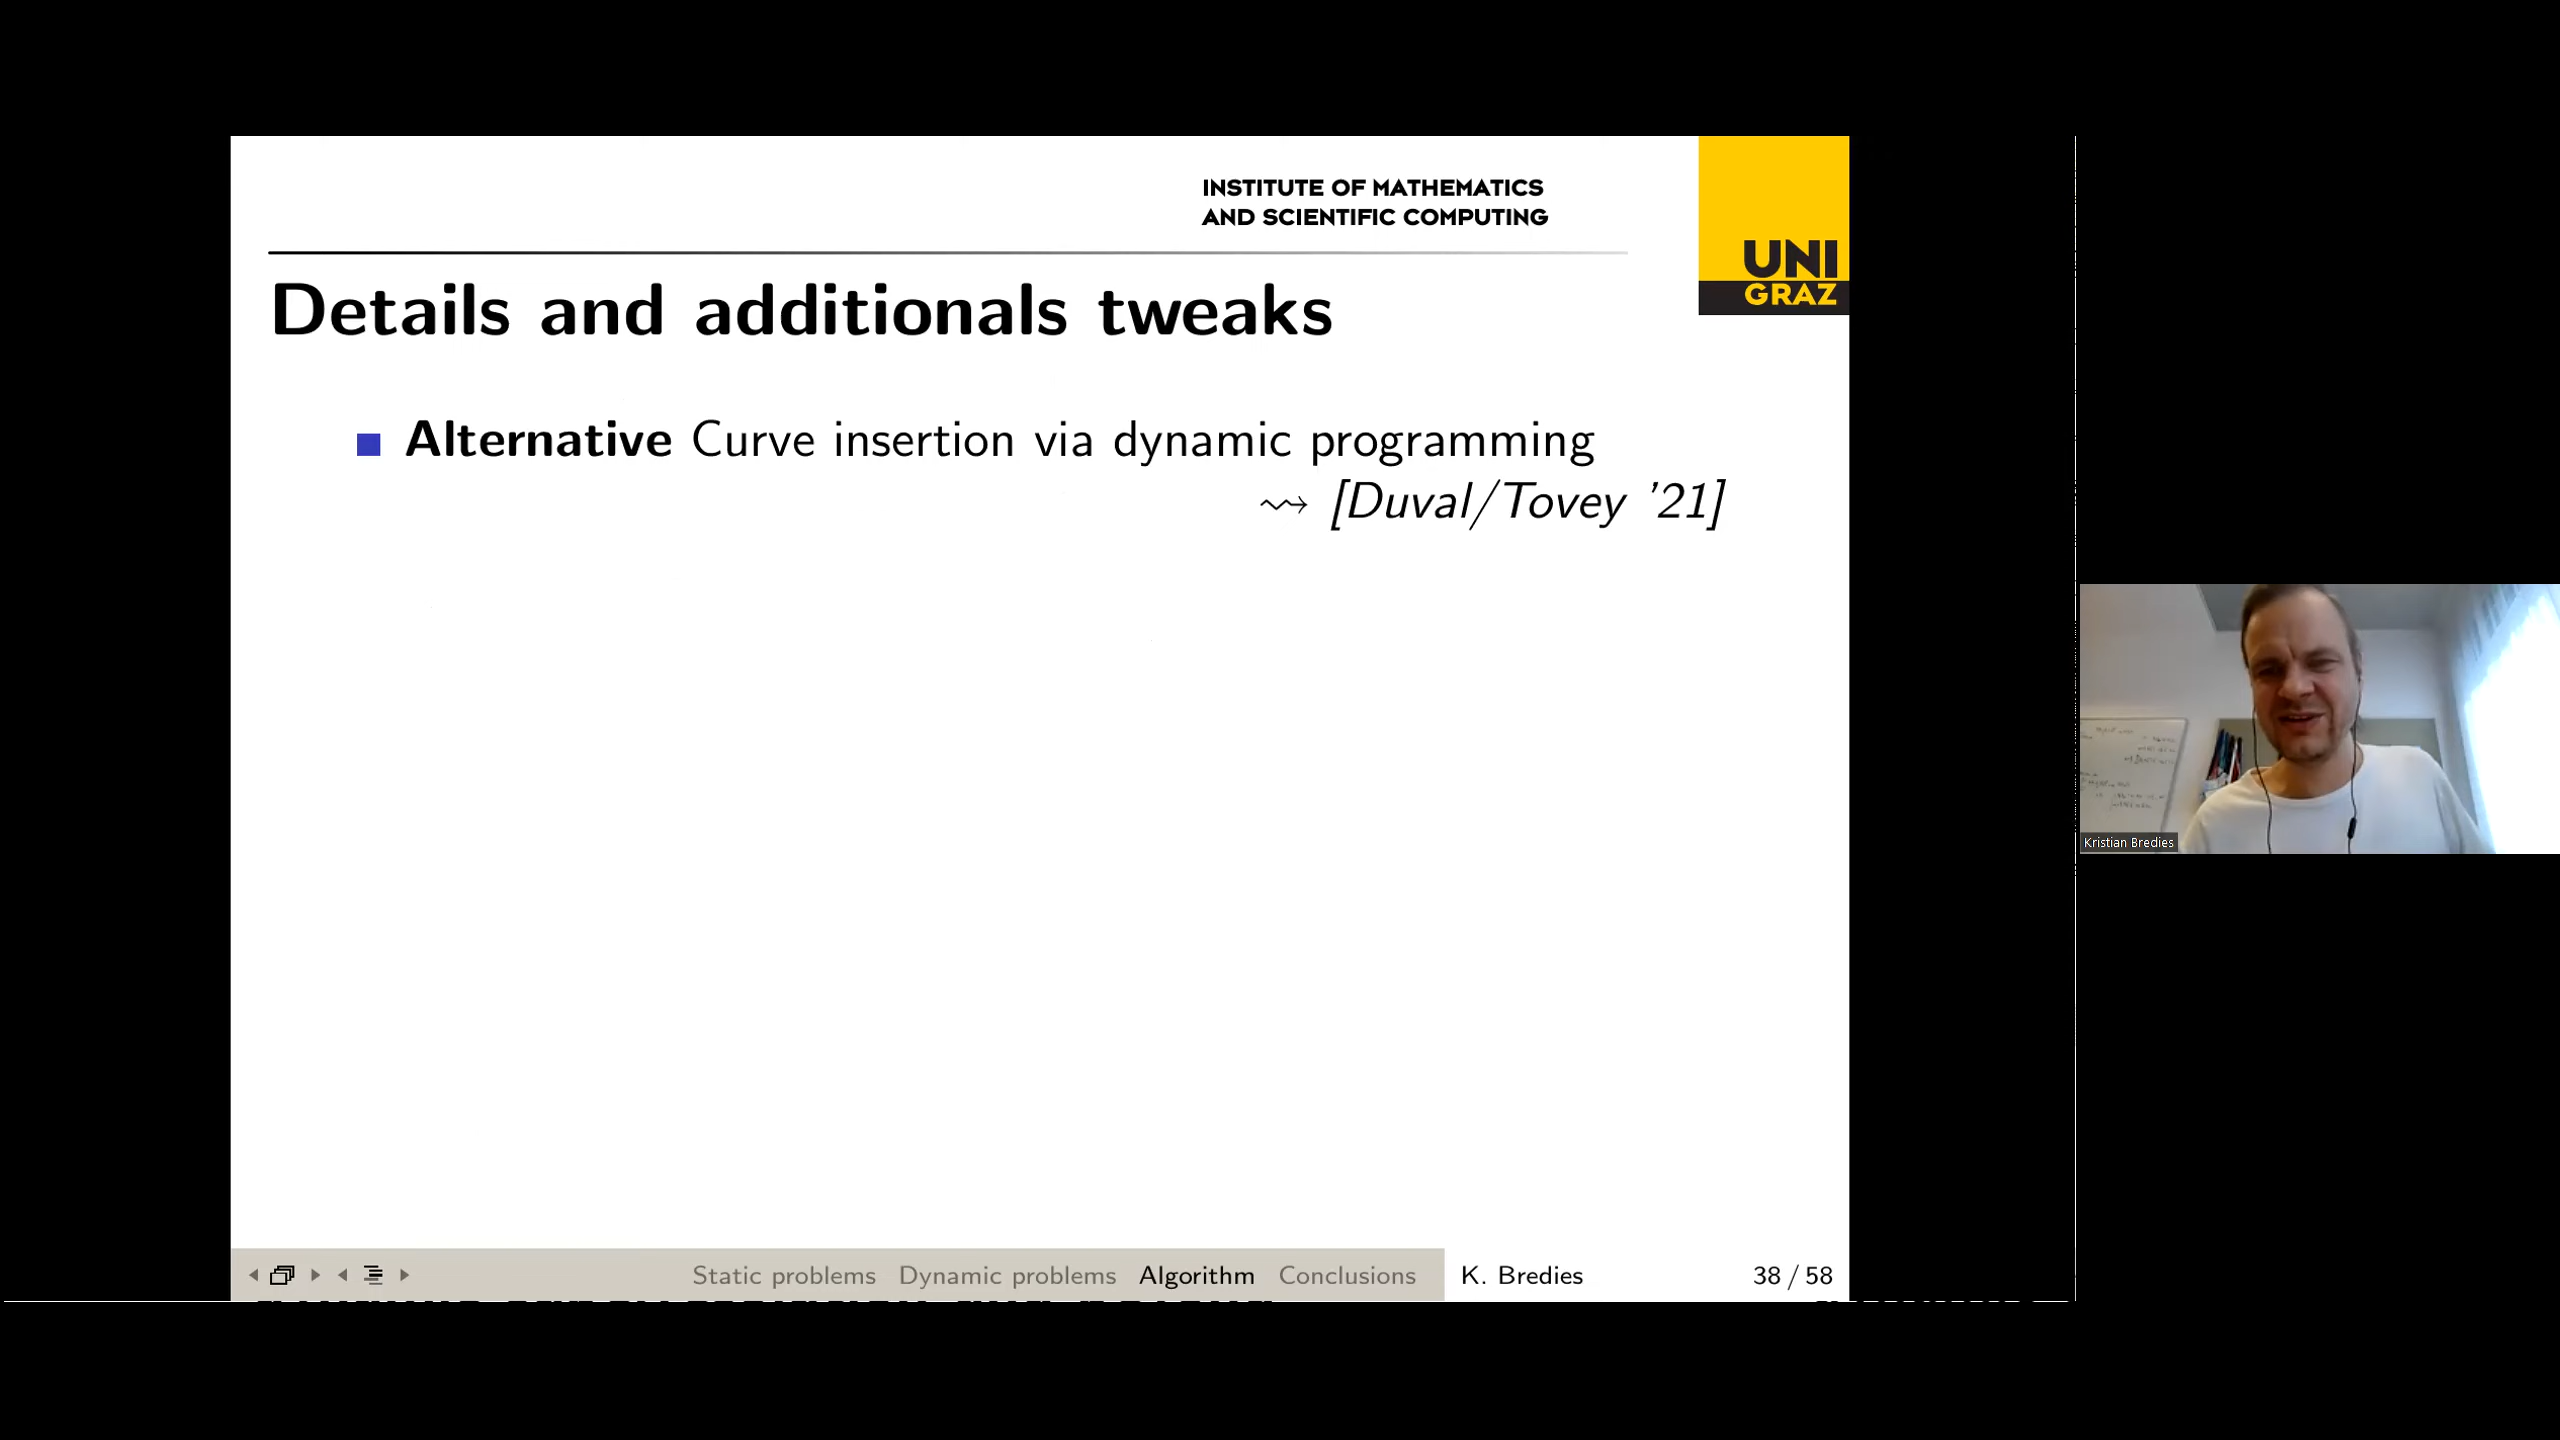 INSTITUTE OF MATHEMATICS
AND SCIENTIFIC COMPUTING
UNI
GRAZ
Details and additionals tweaks
Alternative Curve insertion via dynamic programming
⇝ [Duval/Tovey '21]
Kristian Bredies
Static problems Dynamic problems Algorithm Conclusions K. Bredies 38 / 58